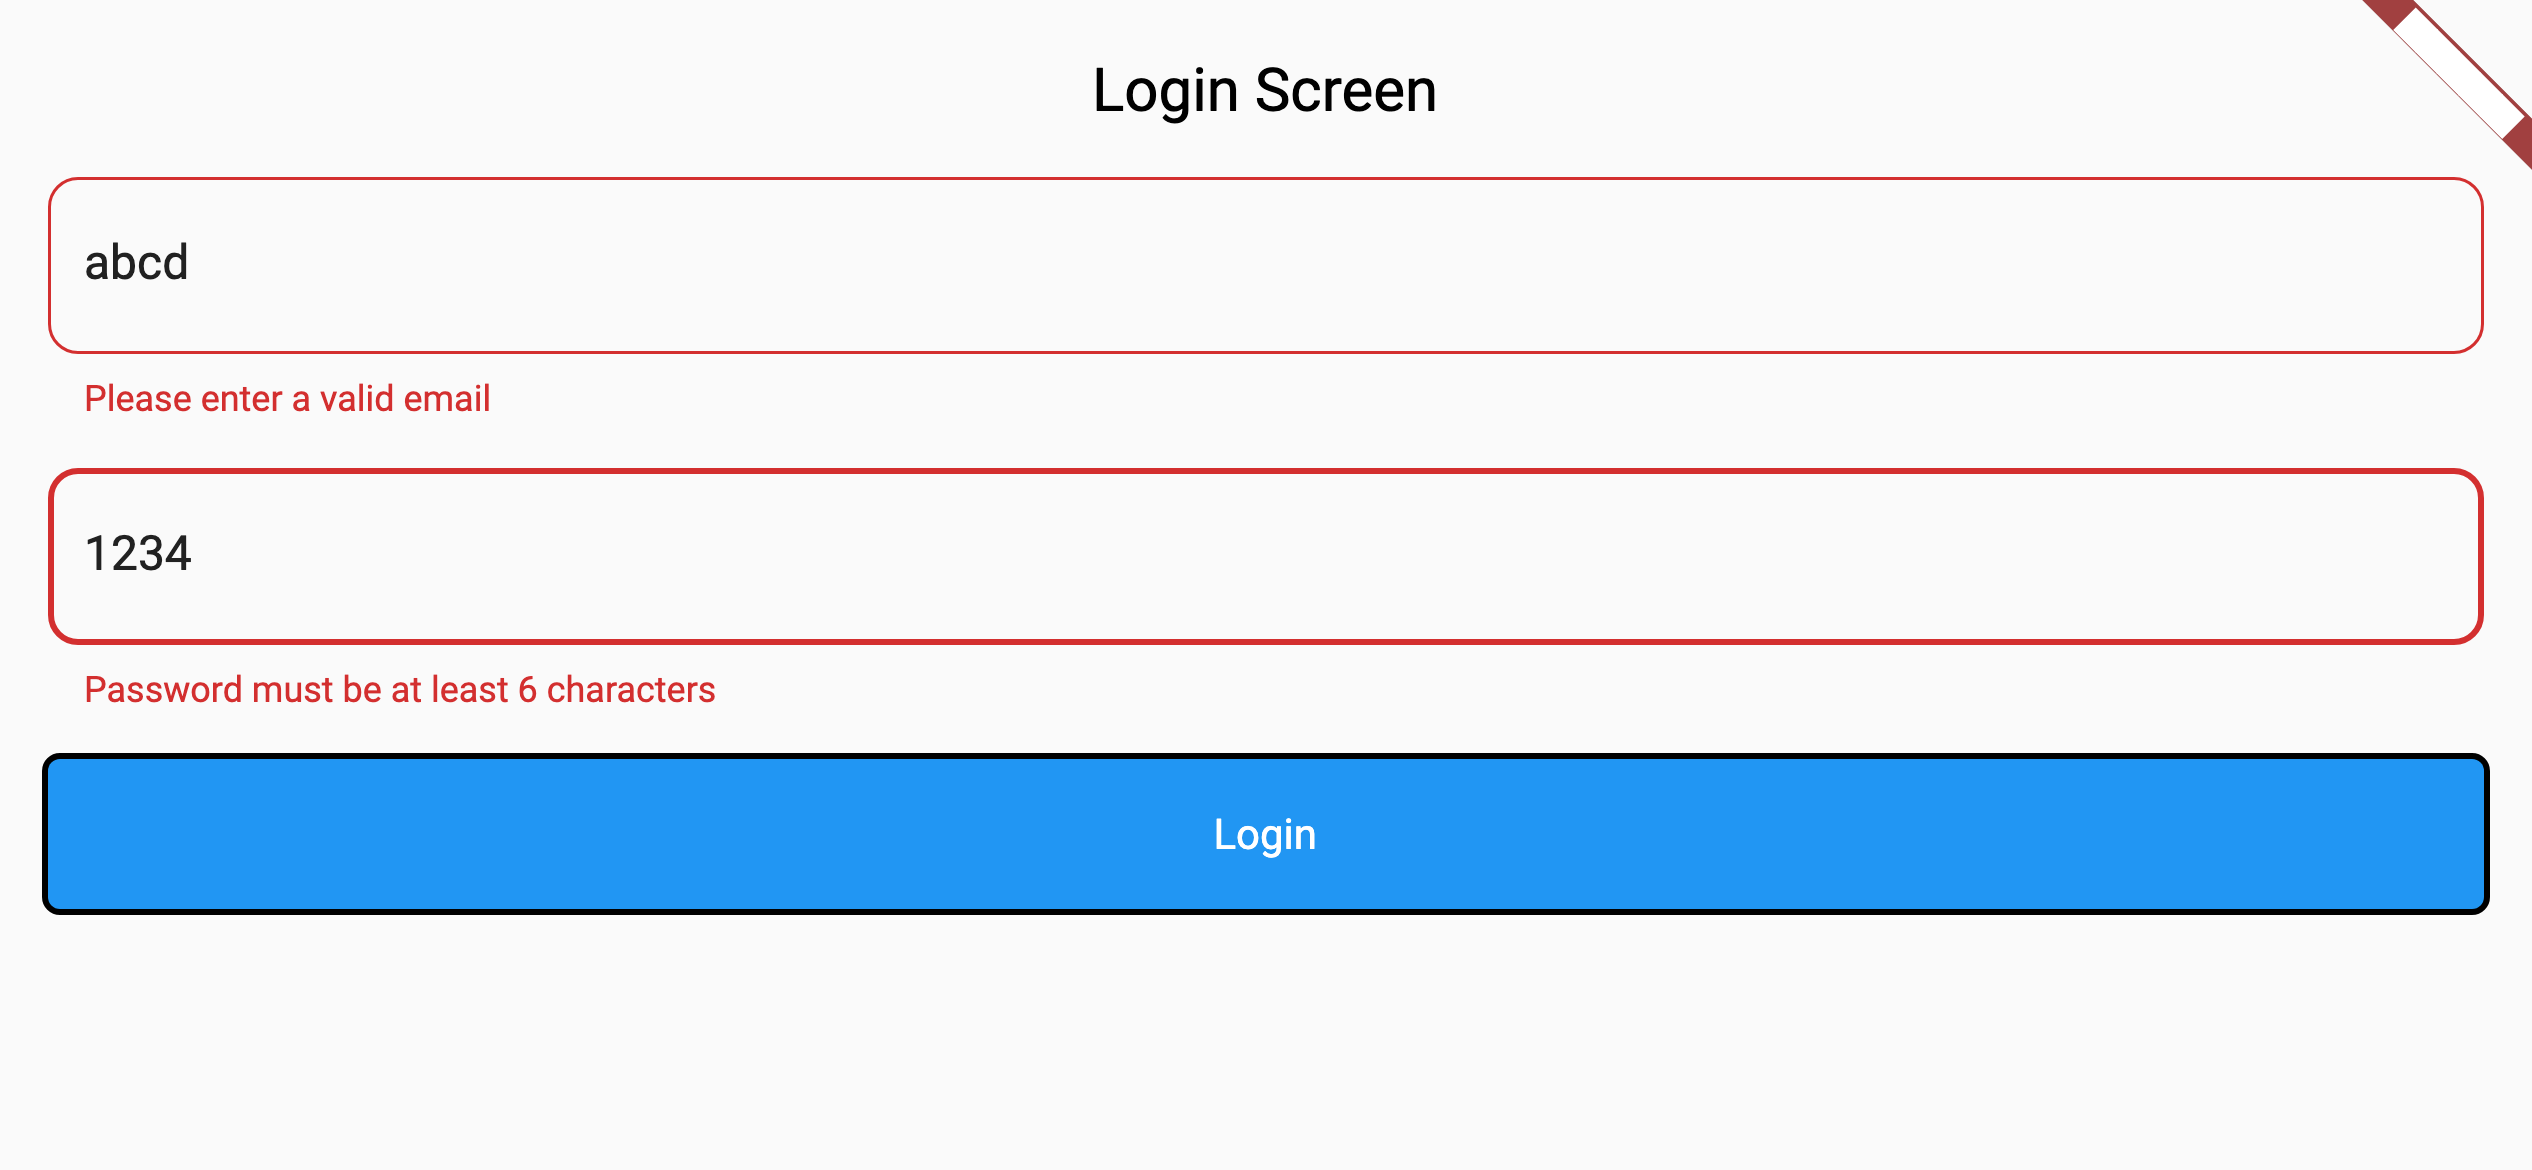 Login Screen
abcd
Please enter a valid email
1234
Password must be at least 6 characters
Login